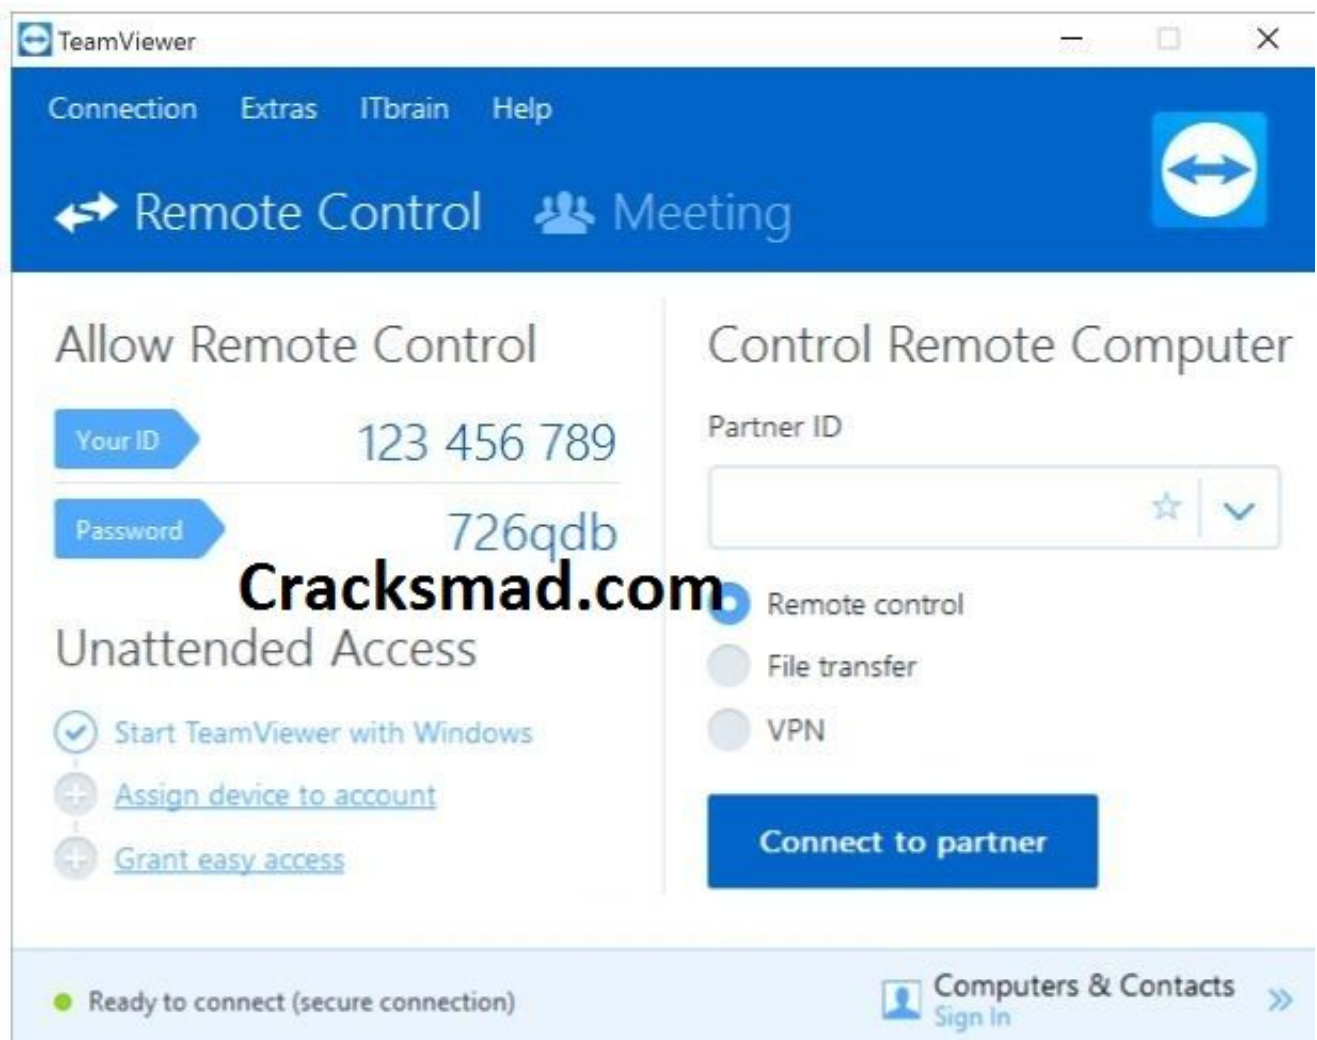 TeamViewer
Connection Extras ITbrain Help
Remote Control Meeting
Allow Remote Control
Your ID 123 456 789
Password 726qdb
Cracksmad.com
Unattended Access
Start TeamViewer with Windows
Assign device to account
Grant easy access
Control Remote Computer
Partner ID
Remote control
File transfer
VPN
Connect to partner
Ready to connect (secure connection)
Computers & Contacts
Sign In